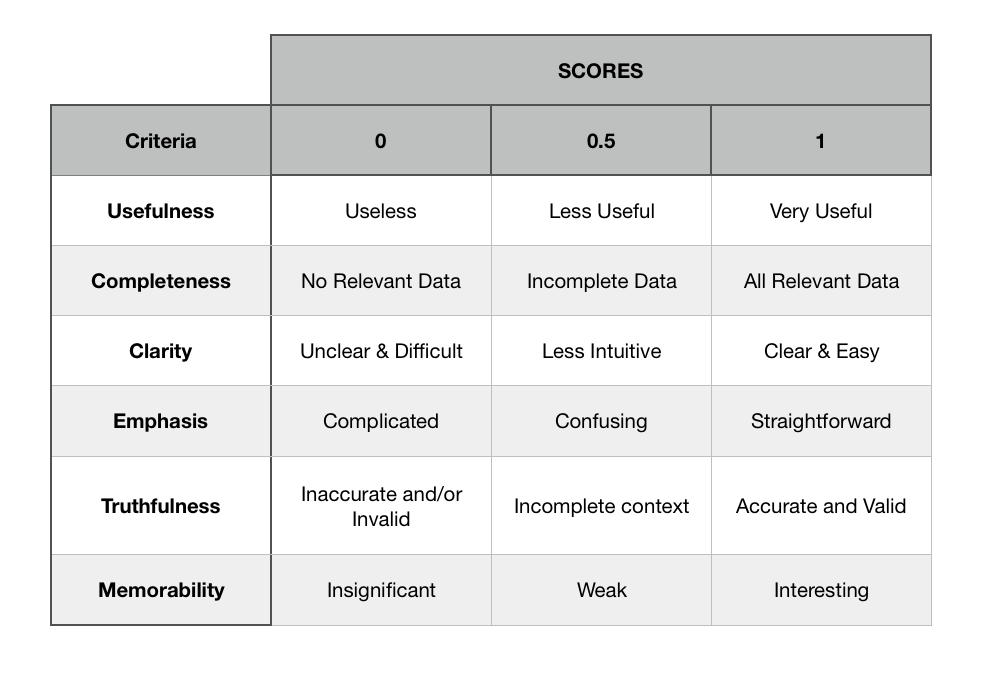 SCORES
Criteria 0 0.5 1
Usefulness Useless Less Useful Very Useful
Completeness No Relevant Data Incomplete Data All Relevant Data
Clarity Unclear & Difficult Less Intuitive Clear & Easy
Emphasis Complicated Confusing Straightforward
Truthfulness Inaccurate and/or
Invalid Incomplete context Accurate and Valid
Memorability Insignificant Weak Interesting